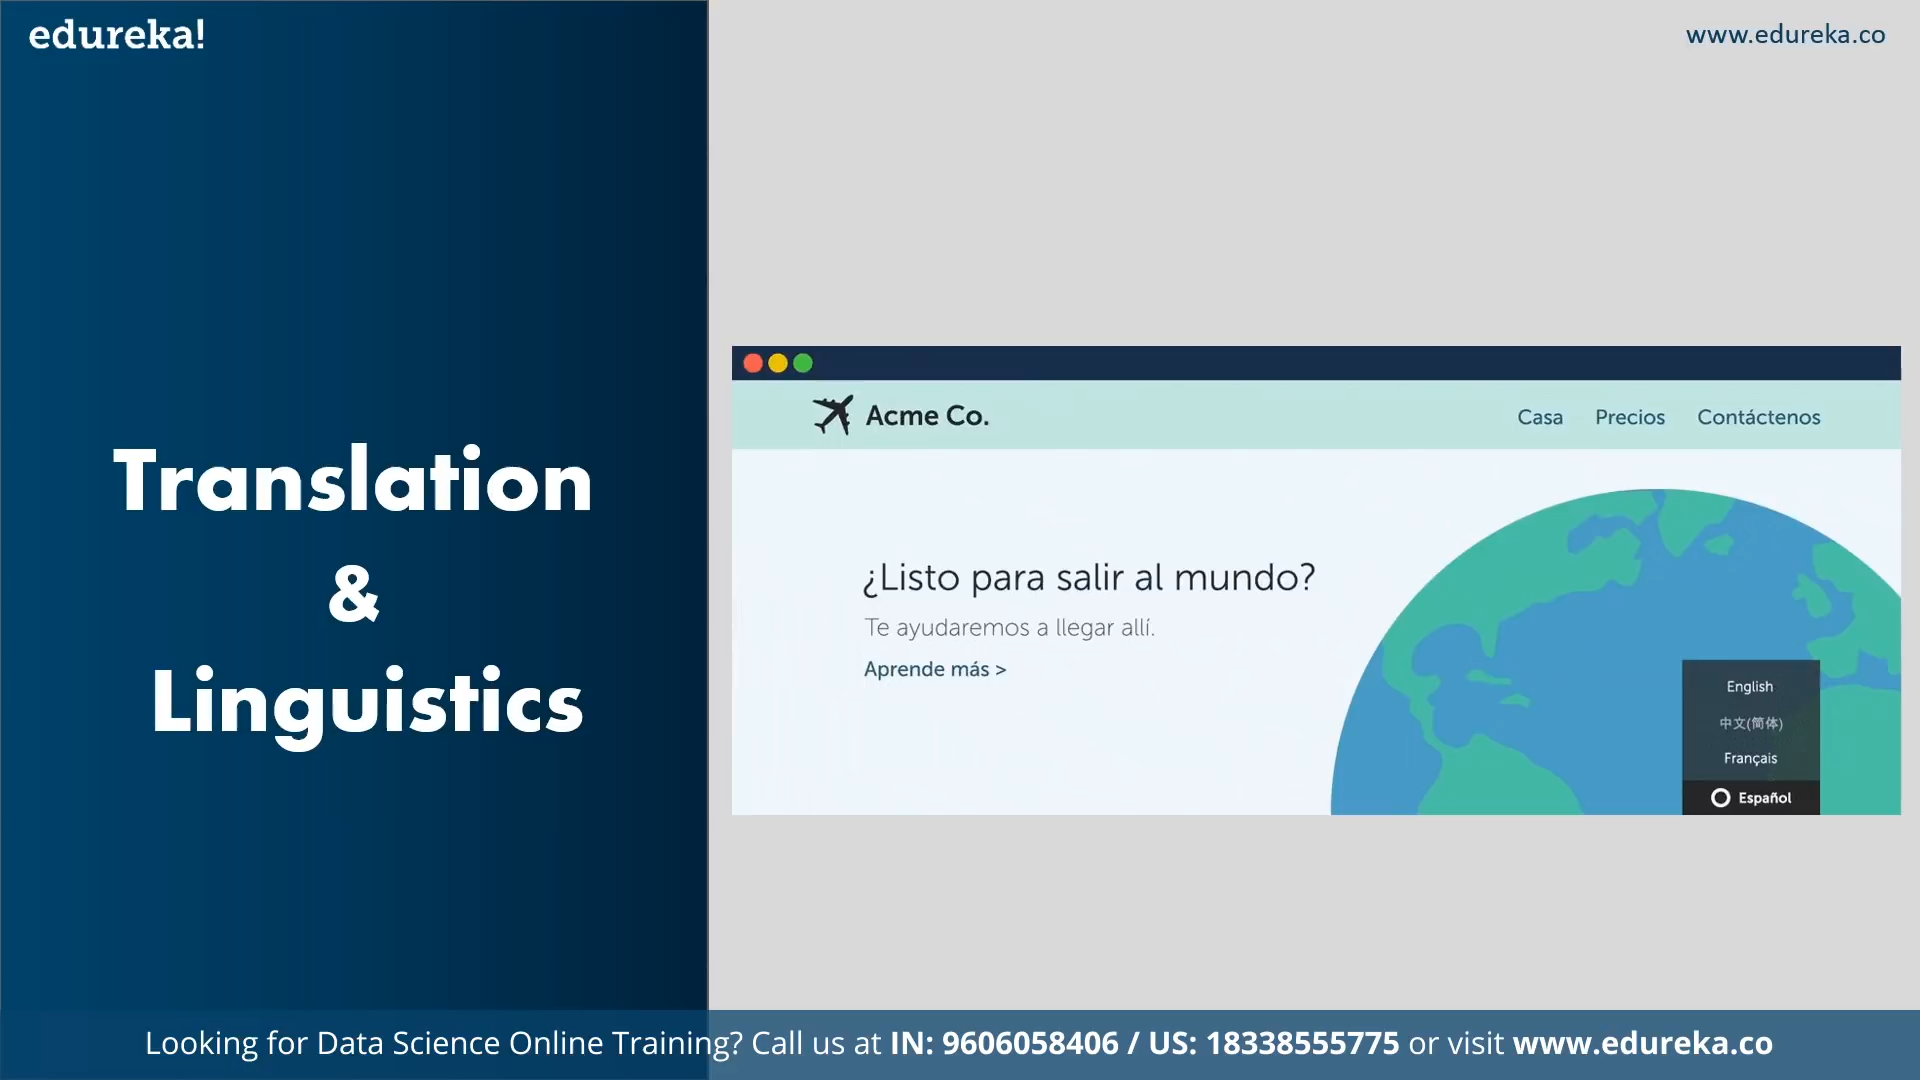 edureka!
www.edureka.co
Translation
&
Linguistics
Acme Co.
Casa Precios Contáctenos
¿Listo para salir al mundo?
Te ayudaremos a llegar allí.
Aprende más >
English
中文(简体)
Français
Español
Looking for Data Science Online Training? Call us at IN: 9606058406 / US: 18338555775 or visit www.edureka.co